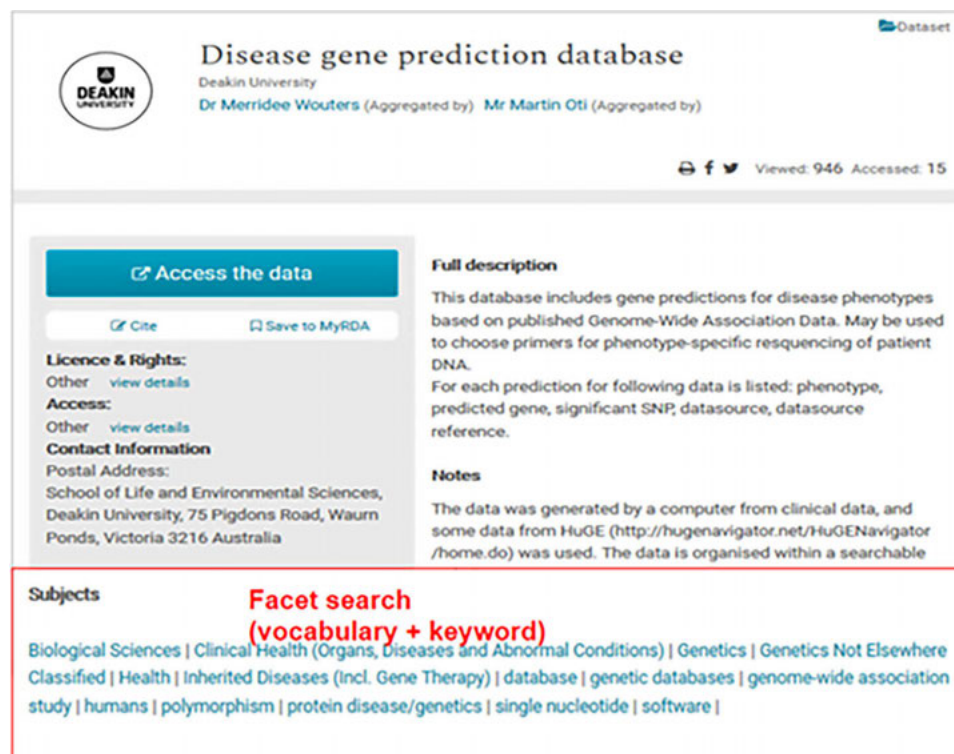 Dataset
Disease gene prediction database
DEAKIN
UNIVERSITY
Deakin University
Dr Merridee Wouters (Aggregated by) Mr Martin Oti (Aggregated by)
Viewed: 946 Accessed: 15
Access the data
Cite Save to MyRDA
Licence & Rights:
Other view details
Access:
Other view details
Contact Information
Postal Address:
School of Life and Environmental Sciences,
Deakin University, 75 Pigdons Road, Waurn
Ponds, Victoria 3216 Australia
Full description
This database includes gene predictions for disease phenotypes
based on published Genome-Wide Association Data. May be used
to choose primers for phenotype-specific resquencing of patient
DNA.
For each prediction for following data is listed: phenotype,
predicted gene, significant SNP, datasource, datasource
reference.
Notes
The data was generated by a computer from clinical data, and
some data from HuGE (http://hugenavigator.net/HuGENavigator
/home.do) was used. The data is organised within a searchable
Subjects
Facet search
(vocabulary + keyword)
Biological Sciences | Clinical Health (Organs, Diseases and Abnormal Conditions) | Genetics | Genetics Not Elsewhere
Classified | Health | Inherited Diseases (Incl. Gene Therapy) | database | genetic databases | genome-wide association
study | humans | polymorphism | protein disease/genetics | single nucleotide | software |